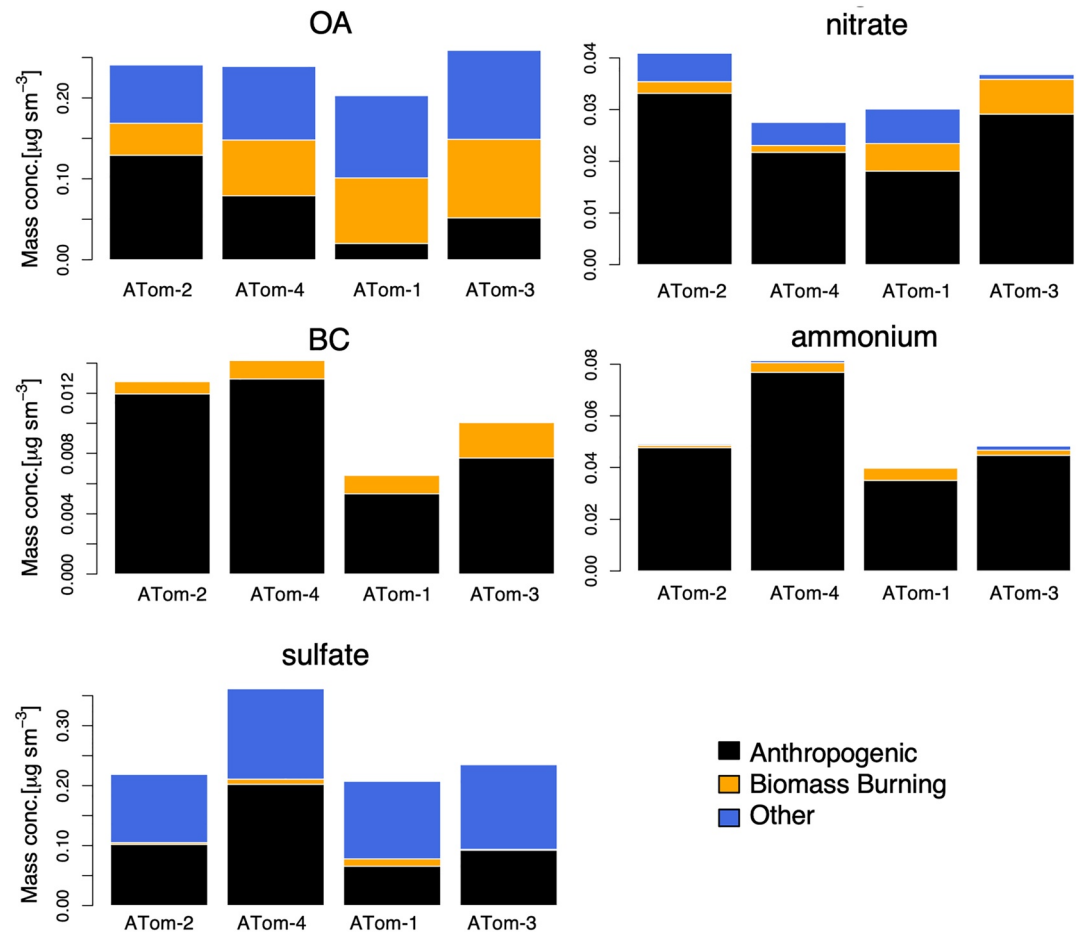 OA
Mass conc.[μg sm⁻³]
0.00
0.10
0.20
ATom-2 ATom-4 ATom-1 ATom-3
nitrate
0.00
0.01
0.02
0.03
0.04
ATom-2 ATom-4 ATom-1 ATom-3
BC
Mass conc.[μg sm⁻³]
0.000
0.004
0.008
0.012
ATom-2 ATom-4 ATom-1 ATom-3
ammonium
0.00
0.02
0.04
0.06
0.08
ATom-2 ATom-4 ATom-1 ATom-3
sulfate
Mass conc.[μg sm⁻³]
0.00
0.10
0.20
0.30
ATom-2 ATom-4 ATom-1 ATom-3
Anthropogenic
Biomass Burning
Other